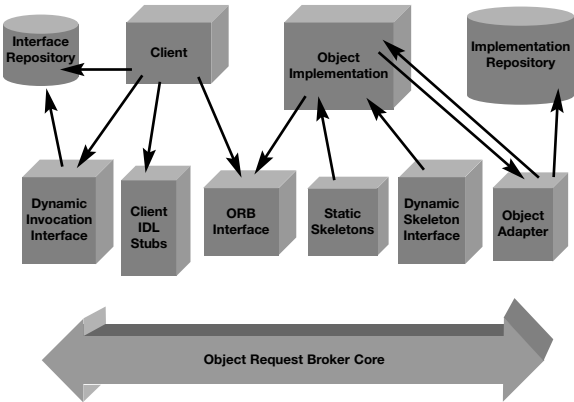 Interface
Repository
Client
Object
Implementation
Implementation
Repository
Dynamic
Invocation
Interface
Client
IDL
Stubs
ORB
Interface
Static
Skeletons
Dynamic
Skeleton
Interface
Object
Adapter
Object Request Broker Core